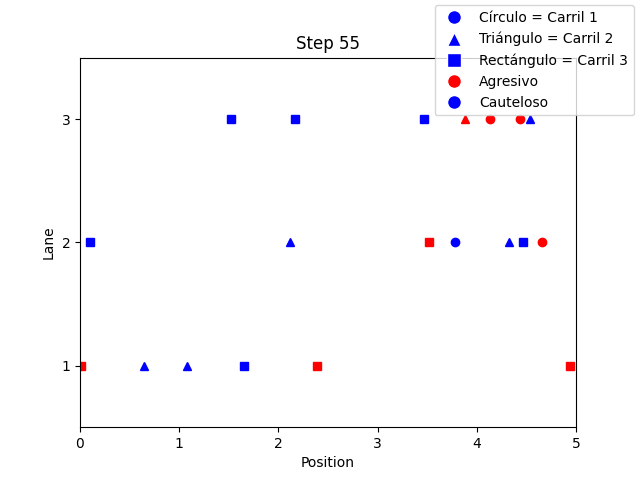 Step 55
Círculo = Carril 1
Triángulo = Carril 2
Rectángulo = Carril 3
Agresivo
Cauteloso
Lane
3
2
1
0 1 2 3 4 5
Position